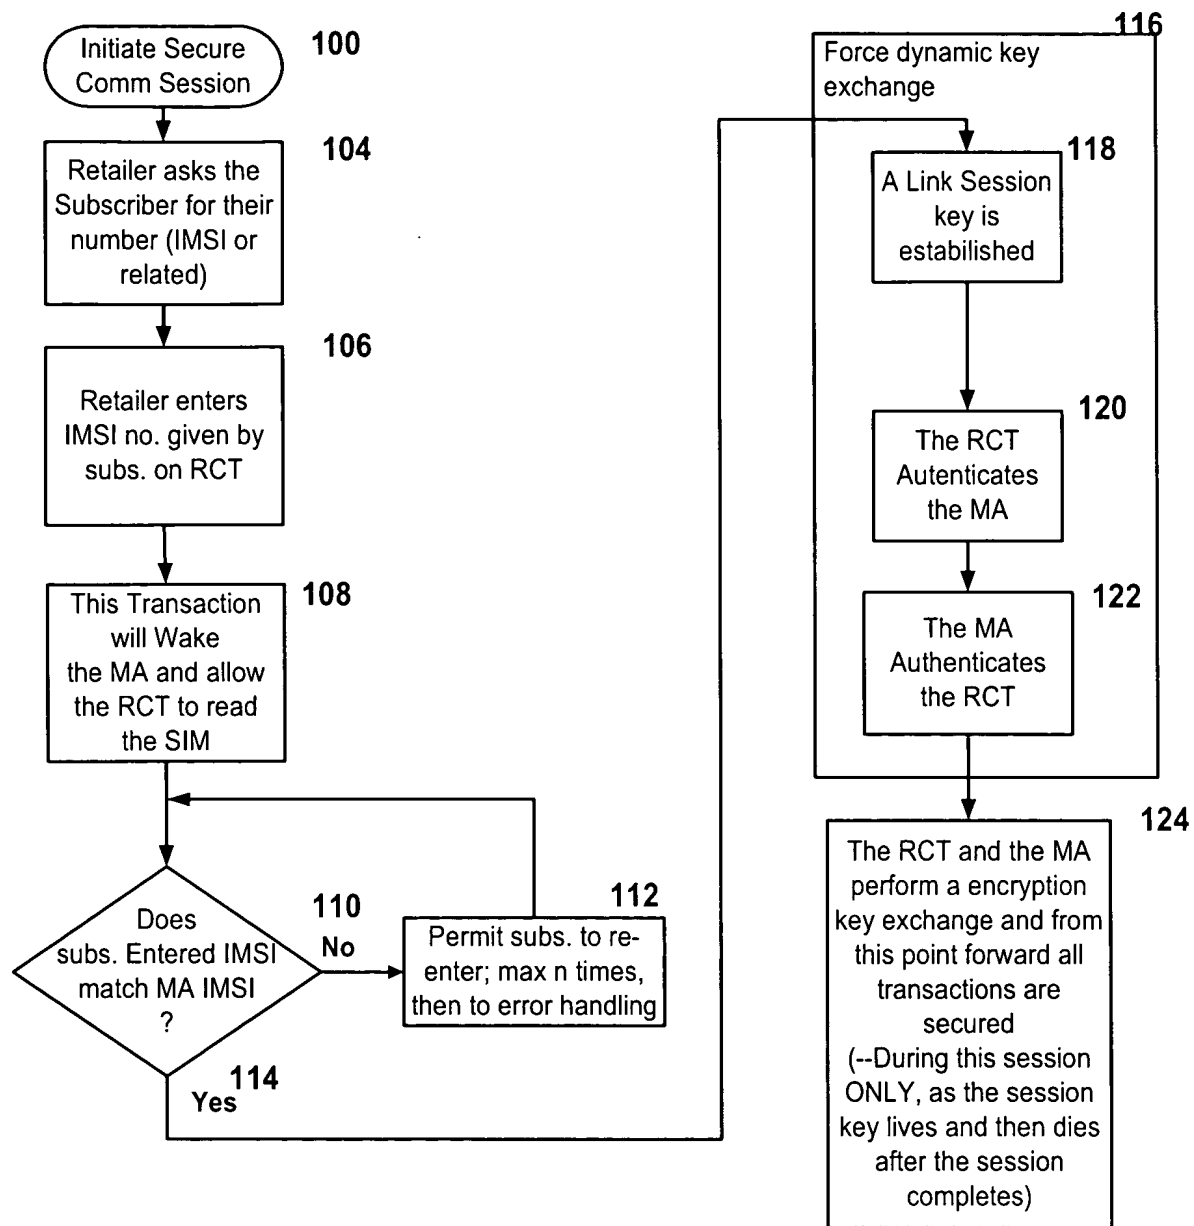 Initiate Secure
Comm Session
100
Retailer asks the
Subscriber for their
number (IMSI or
related)
104
Retailer enters
IMSI no. given by
subs. on RCT
106
This Transaction
will Wake
the MA and allow
the RCT to read
the SIM
108
Does
subs. Entered IMSI
match MA IMSI
?
110
No
112
Permit subs. to re-
enter; max n times,
then to error handling
114
Yes
116
Force dynamic key
exchange
118
A Link Session
key is
estabilished
120
The RCT
Autenticates
the MA
122
The MA
Authenticates
the RCT
124
The RCT and the MA
perform a encryption
key exchange and from
this point forward all
transactions are
secured
(--During this session
ONLY, as the session
key lives and then dies
after the session
completes)